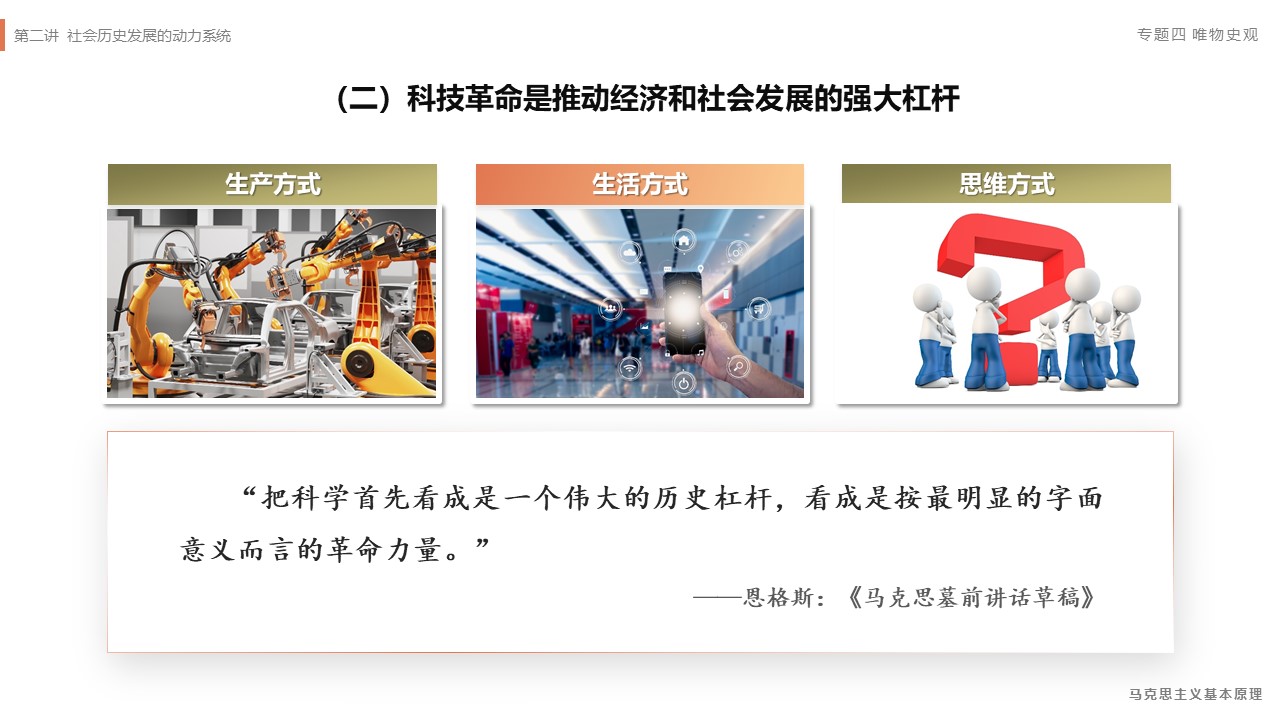 第二讲 社会历史发展的动力系统
专题四 唯物史观
（二）科技革命是推动经济和社会发展的强大杠杆
生产方式
生活方式
思维方式
“把科学首先看成是一个伟大的历史杠杆，看成是按最明显的字面
意义而言的革命力量。”
——恩格斯：《马克思墓前讲话草稿》
马克思主义基本原理